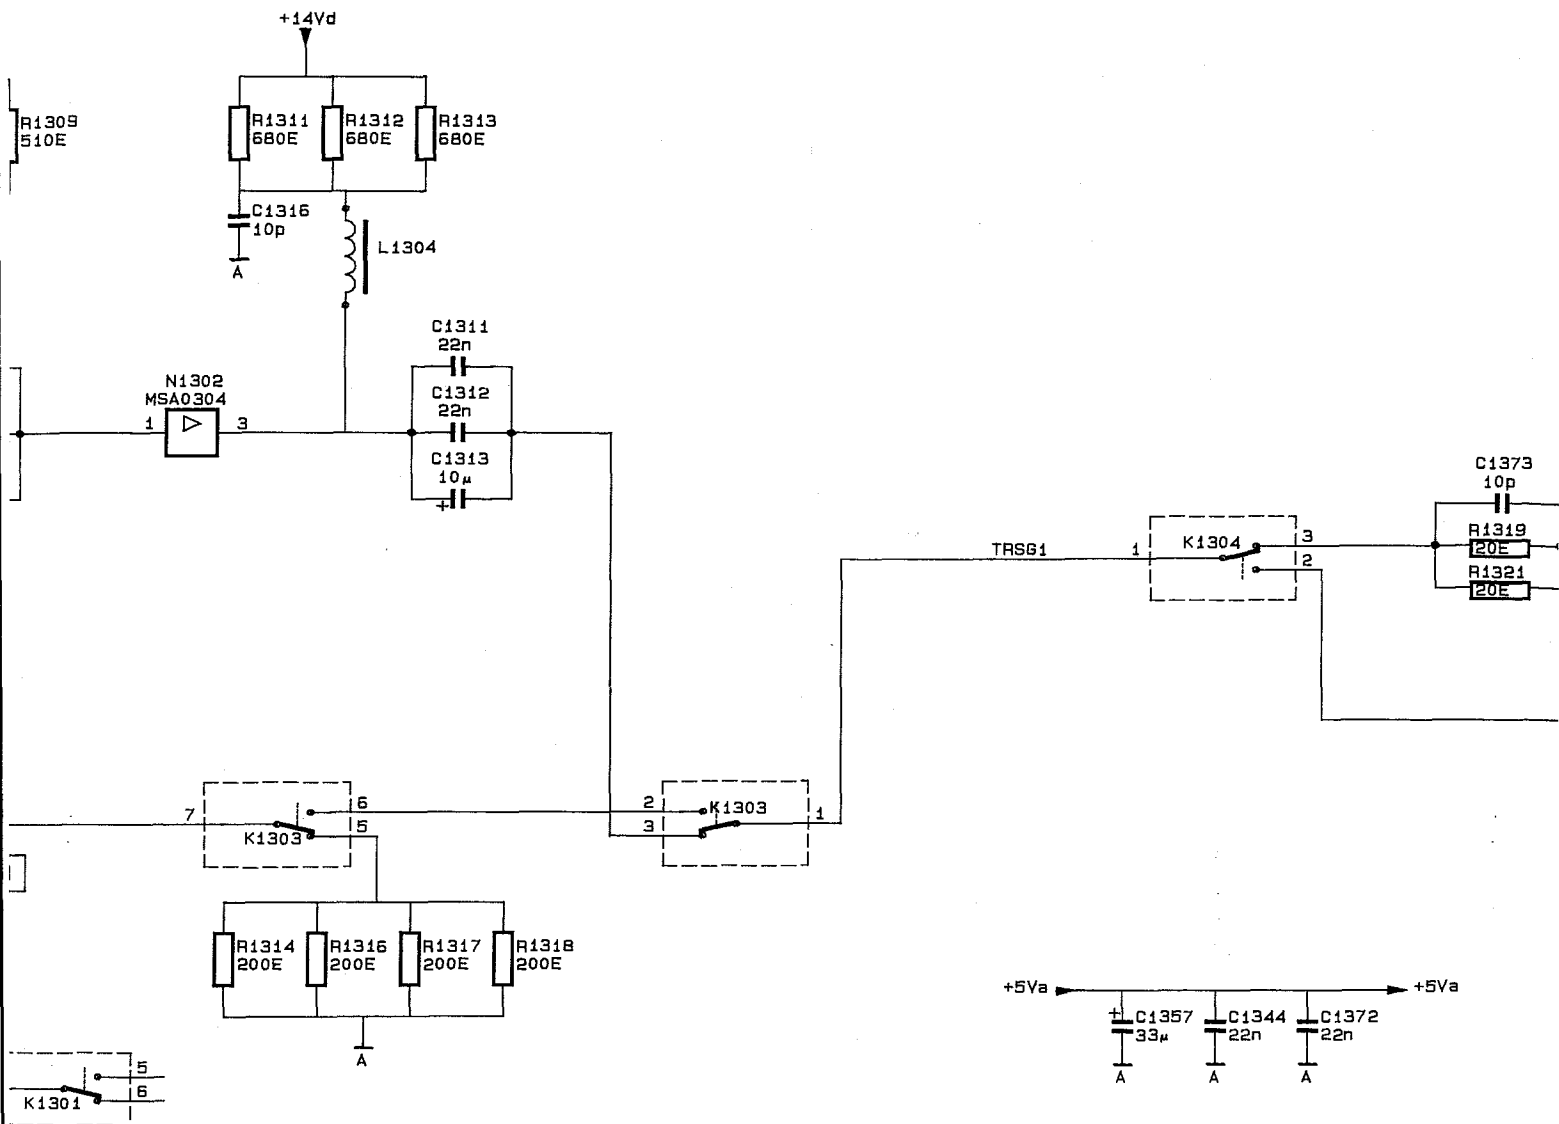 +14Vd
R1309
510E
R1311
680E
R1312
680E
R1313
680E
C1316
10p
A
L1304
C1311
22n
C1312
22n
C1313
10µ
+
N1302
MSA0304
1
3
TRSG1
1
K1304
3
2
C1373
10p
R1319
20E
R1321
20E
7
K1303
6
5
2
3
K1303
1
R1314
200E
R1316
200E
R1317
200E
R1318
200E
A
+5Va
+5Va
+
C1357
33µ
C1344
22n
C1372
22n
A
A
A
5
6
K1301